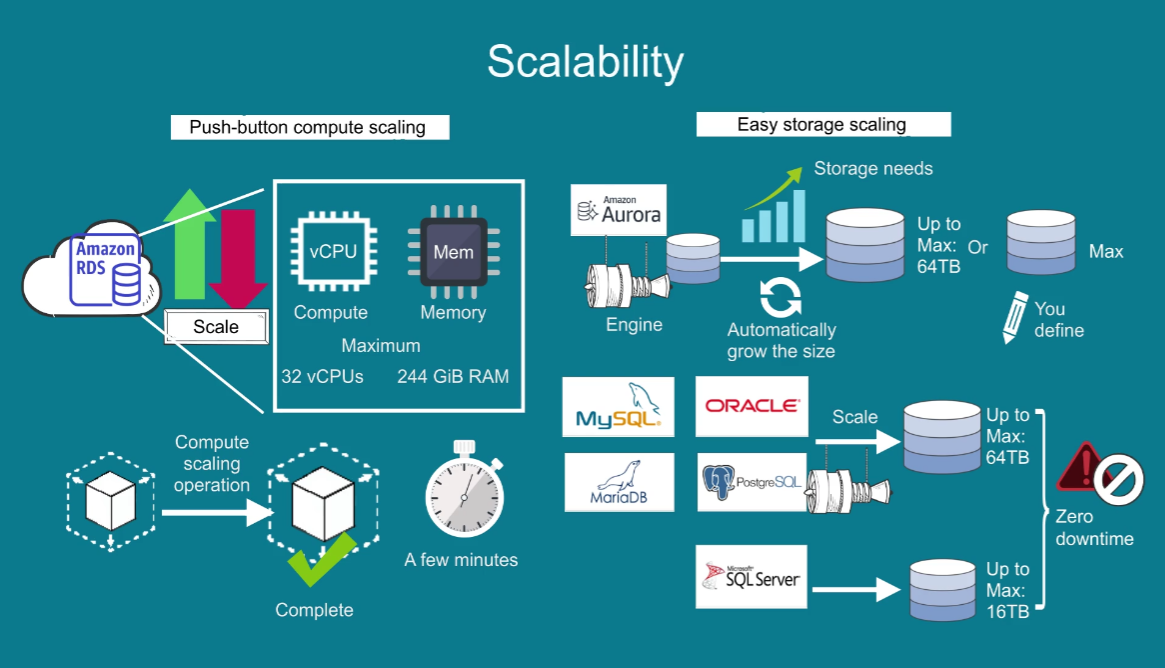 Scalability
Push-button compute scaling
Amazon
RDS
Scale
vCPU
Mem
Compute
Memory
Maximum
32 vCPUs
244 GiB RAM
Compute
scaling
operation
Complete
A few minutes
Easy storage scaling
Storage needs
Amazon
Aurora
Engine
Automatically
grow the size
Up to
Max:
64TB
Or
Max
You
define
MySQL®
ORACLE®
MariaDB
PostgreSQL
Scale
Up to
Max:
64TB
Microsoft®
SQL Server
Up to
Max:
16TB
Zero
downtime